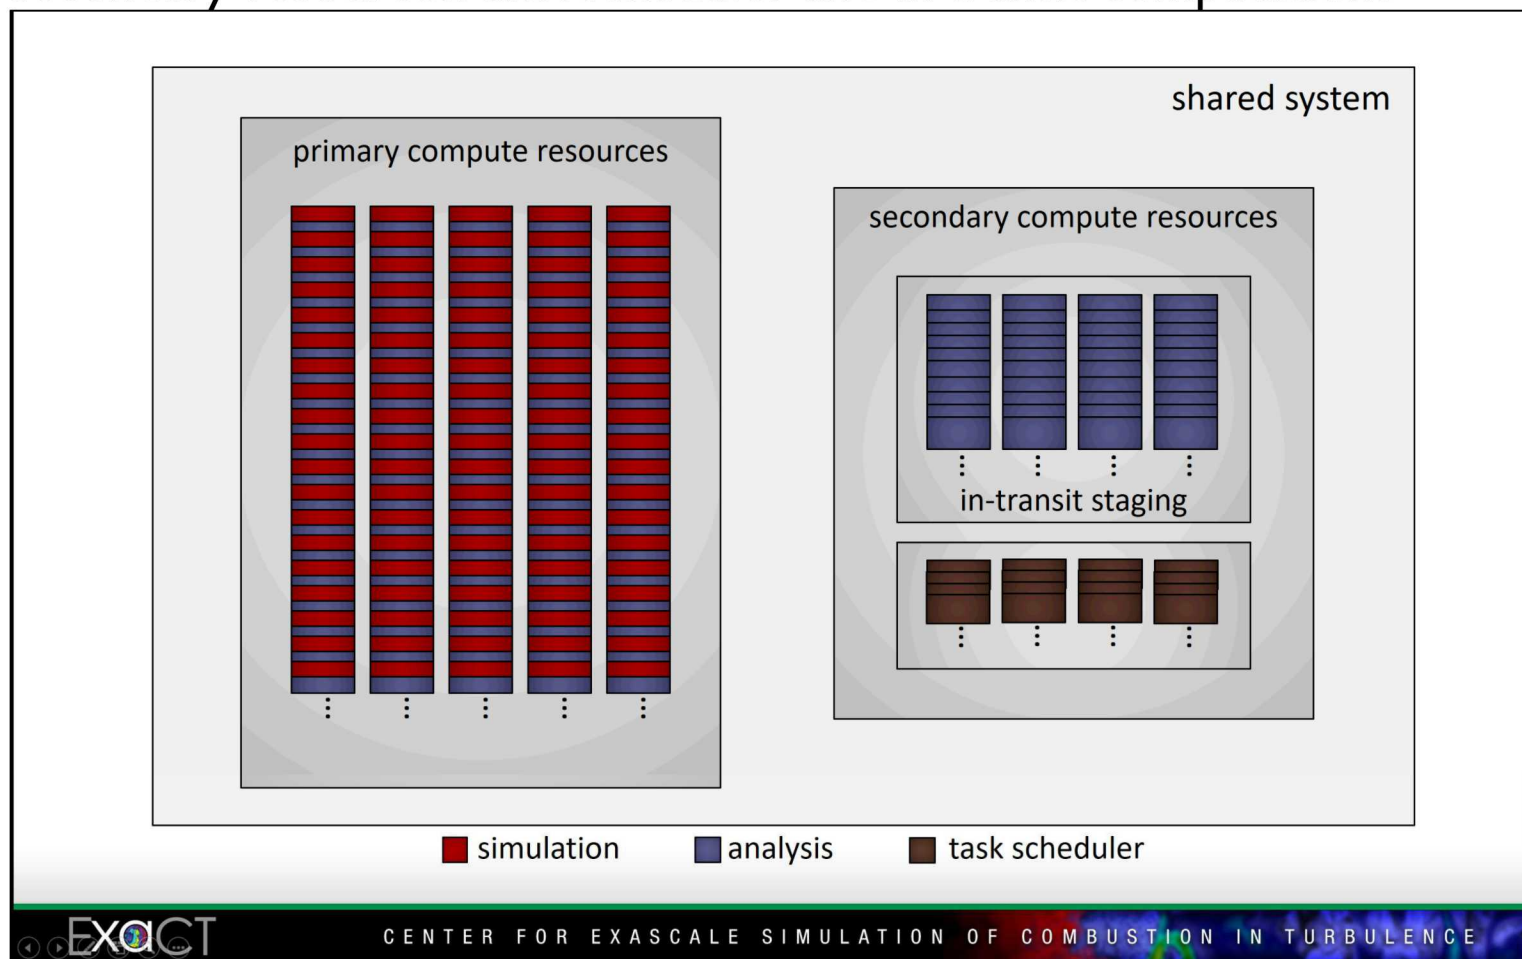 shared system
primary compute resources
secondary compute resources
in-transit staging
simulation
analysis
task scheduler
ExaCT
CENTER FOR EXASCALE SIMULATION OF COMBUSTION IN TURBULENCE